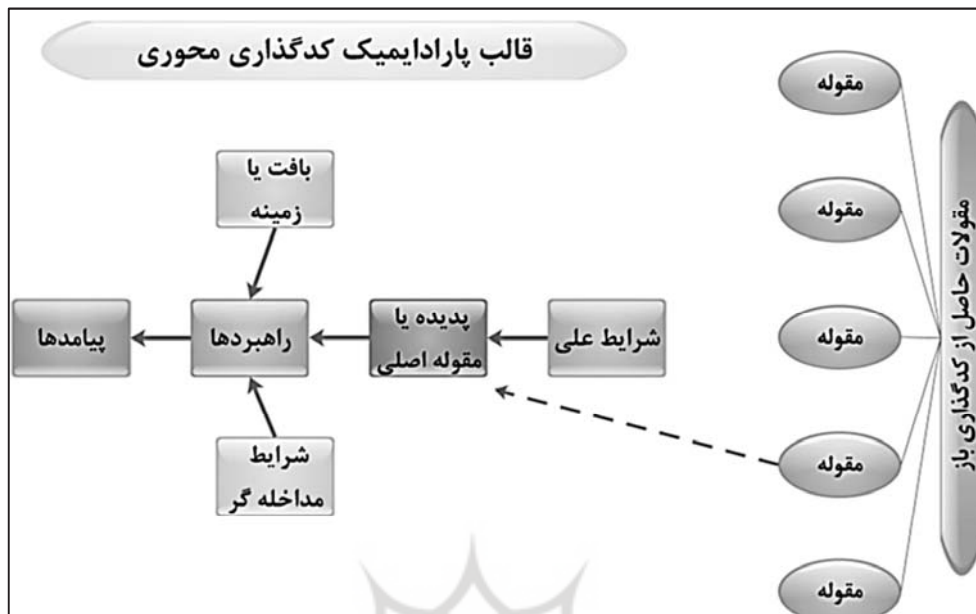 قالب پارادایمیک کدگذاری محوری
مقوله
مقوله
مقوله
مقوله
مقوله
مقولات حاصل از کدگذاری باز
بافت یا
زمینه
شرایط علی
پدیده یا
مقوله اصلی
راهبردها
پیامدها
شرایط
مداخله گر